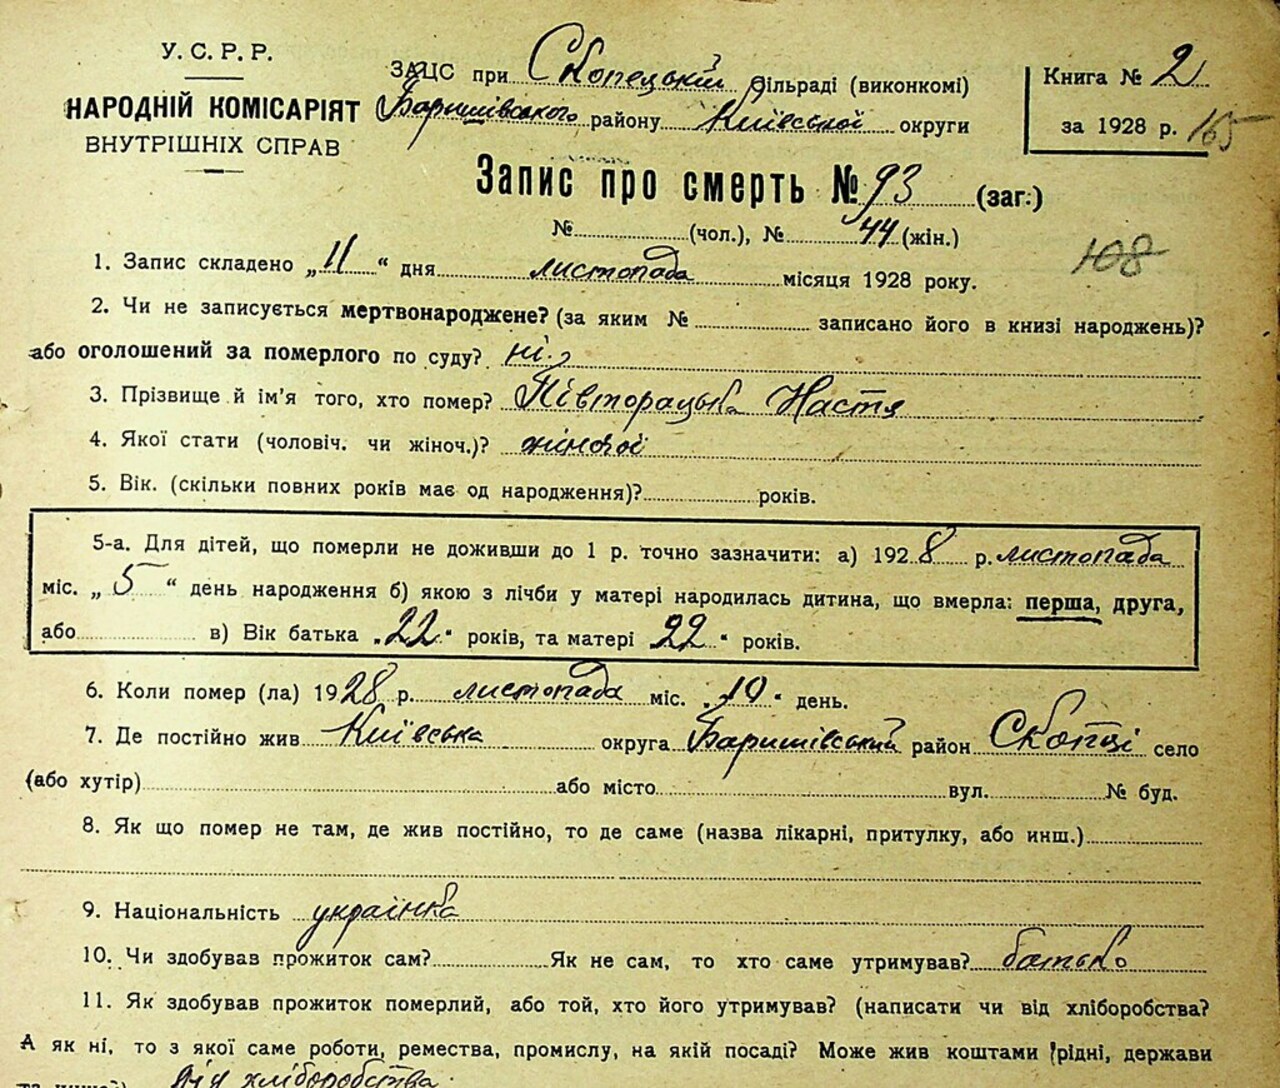 У. С. Р. Р.
НАРОДНІЙ КОМІСАРІЯТ
ВНУТРІШНІХ СПРАВ
ЗАЦС при Скопецькій сільраді (виконкомі)
Баришівського району Київської округи
Книга № 2
за 1928 р. 165
Запис про смерть № 93 (заг.)
№ (чол.), № 44 (жін.)
108
1. Запис складено „11“ дня листопада місяця 1928 року.
2. Чи не записується мертвонароджене? (за яким № записано його в книзі народжень)?
або оголошений за померлого по суду? ні.
3. Прізвище й ім'я того, хто помер? Півторацька Настя
4. Якої стати (чоловіч. чи жіноч.)? жіночої
5. Вік. (скільки повних років має од народження)? років.
5-а. Для дітей, що померли не доживши до 1 р. точно зазначити: а) 1928 р. листопада
міс. „5“ день народження б) якою з лічби у матері народилась дитина, що вмерла: перша, друга,
або в) Вік батька „22“ років, та матері 22 років.
6. Коли помер (ла) 1928 р. листопада міс. „10“ день.
7. Де постійно жив Київська округа Баришівський район Скопці село
(або хутір) або місто вул. № буд.
8. Як що помер не там, де жив постійно, то де саме (назва лікарні, притулку, або инш.)
9. Національність українка
10. Чи здобував прожиток сам? Як не сам, то хто саме утримував? батько
11. Як здобував прожиток померлий, або той, хто його утримував? (написати чи від хліборобства?
А як ні, то з якої саме роботи, ремества, промислу, на якій посаді? Може жив коштами рідні, держави
від хліборобства.